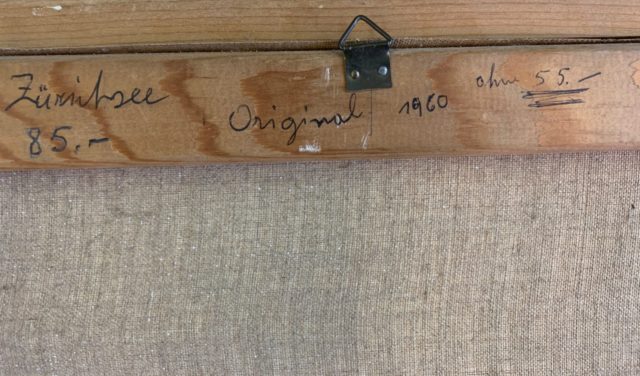 Zürichsee
85.-
Original
1960
ohne 55.-